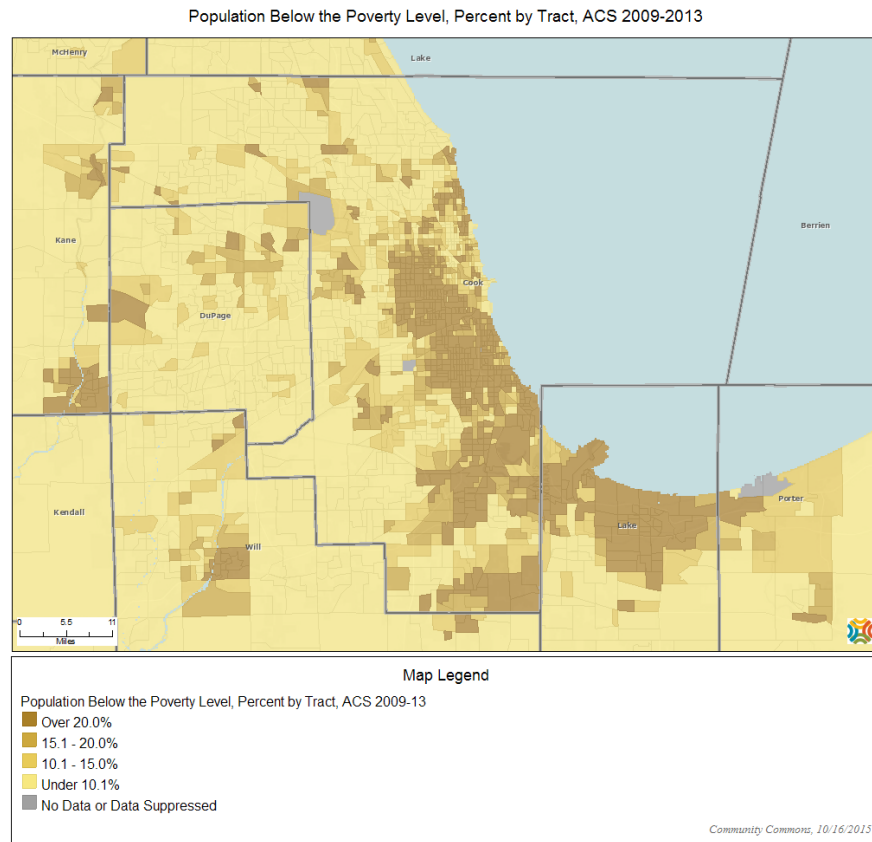 Population Below the Poverty Level, Percent by Tract, ACS 2009-2013
McHenry
Lake
Kane
Berrien
Cook
DuPage
Kendall
Will
Lake
Porter
0 5.5 11
Miles
Map Legend
Population Below the Poverty Level, Percent by Tract, ACS 2009-13
Over 20.0%
15.1 - 20.0%
10.1 - 15.0%
Under 10.1%
No Data or Data Suppressed
Community Commons, 10/16/2015